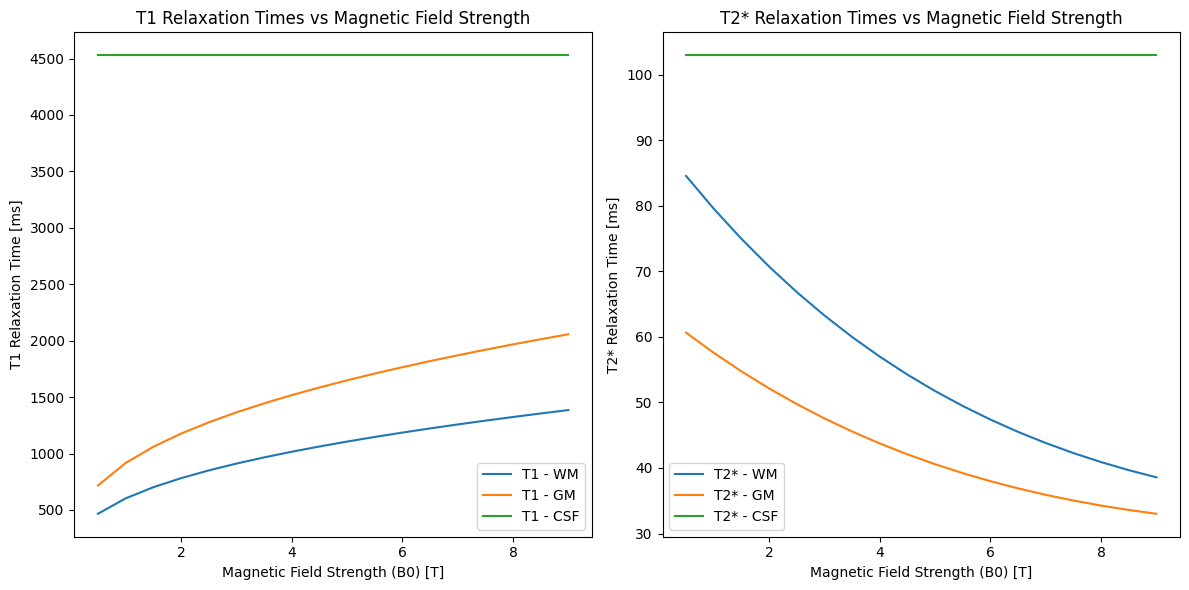 T1 Relaxation Times vs Magnetic Field Strength
T1 Relaxation Time [ms]
4500
4000
3500
3000
2500
2000
1500
1000
500
T1 - WM
T1 - GM
T1 - CSF
2 4 6 8
Magnetic Field Strength (B0) [T]
T2* Relaxation Times vs Magnetic Field Strength
T2* Relaxation Time [ms]
100
90
80
70
60
50
40
30
T2* - WM
T2* - GM
T2* - CSF
2 4 6 8
Magnetic Field Strength (B0) [T]